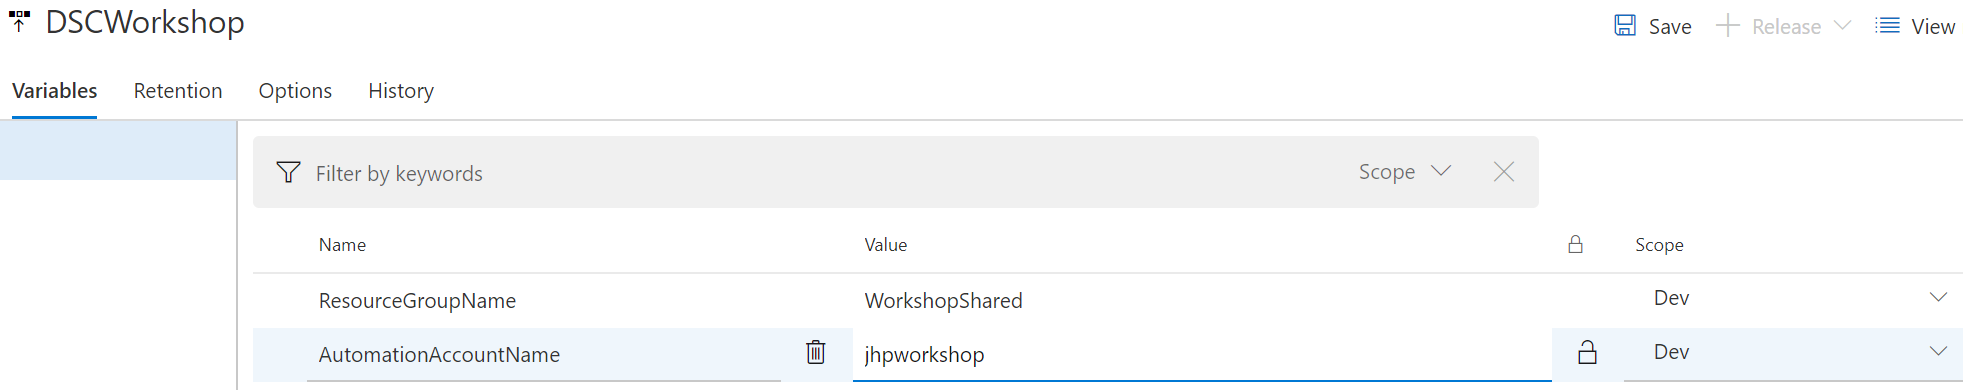 DSCWorkshop
Save Release View
Variables Retention Options History
Filter by keywords Scope
Name Value Scope
ResourceGroupName WorkshopShared Dev
AutomationAccountName jhpworkshop Dev